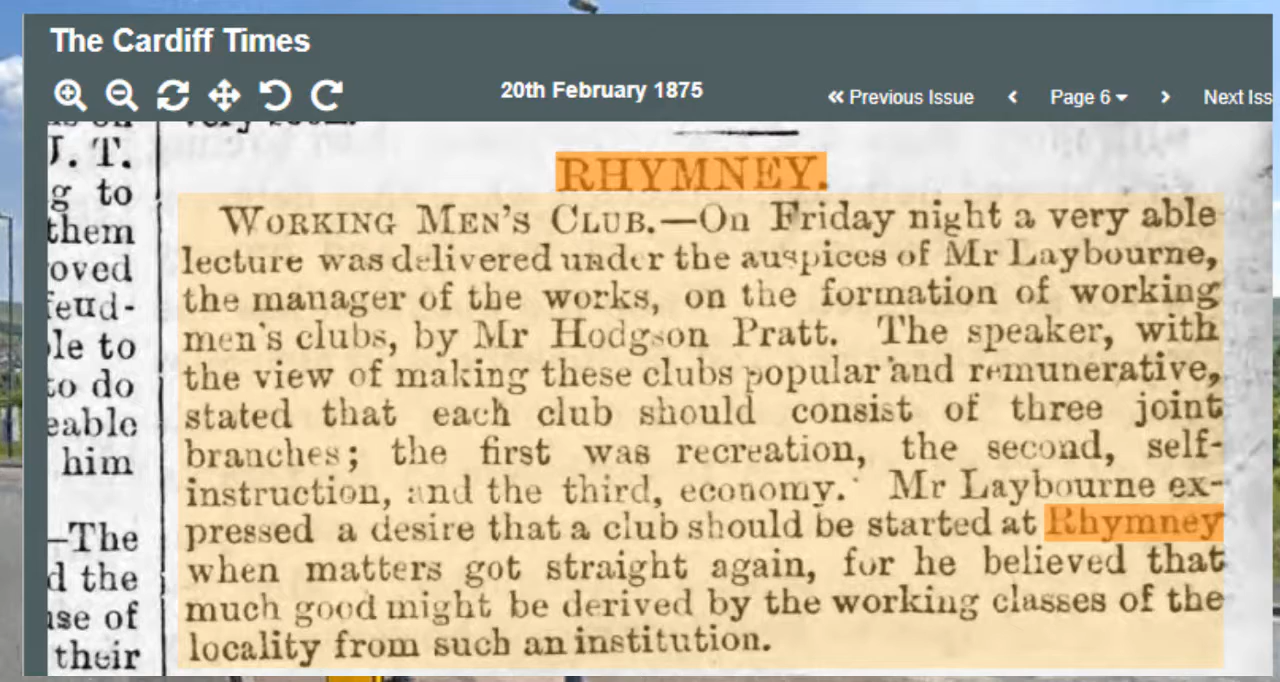 The Cardiff Times
20th February 1875
Previous Issue
Page 6
Next Iss
J. T.
g to
them
oved
feud-
le to
to do
eable
him
—The
d the
use of
their
RHYMNEY.
WORKING MEN'S CLUB.—On Friday night a very able
lecture was delivered under the auspices of Mr Laybourne,
the manager of the works, on the formation of working
men's clubs, by Mr Hodgson Pratt. The speaker, with
the view of making these clubs popular and remunerative,
stated that each club should consist of three joint
branches; the first was recreation, the second, self-
instruction, and the third, economy. Mr Laybourne ex-
pressed a desire that a club should be started at Rhymney
when matters got straight again, for he believed that
much good might be derived by the working classes of the
locality from such an institution.